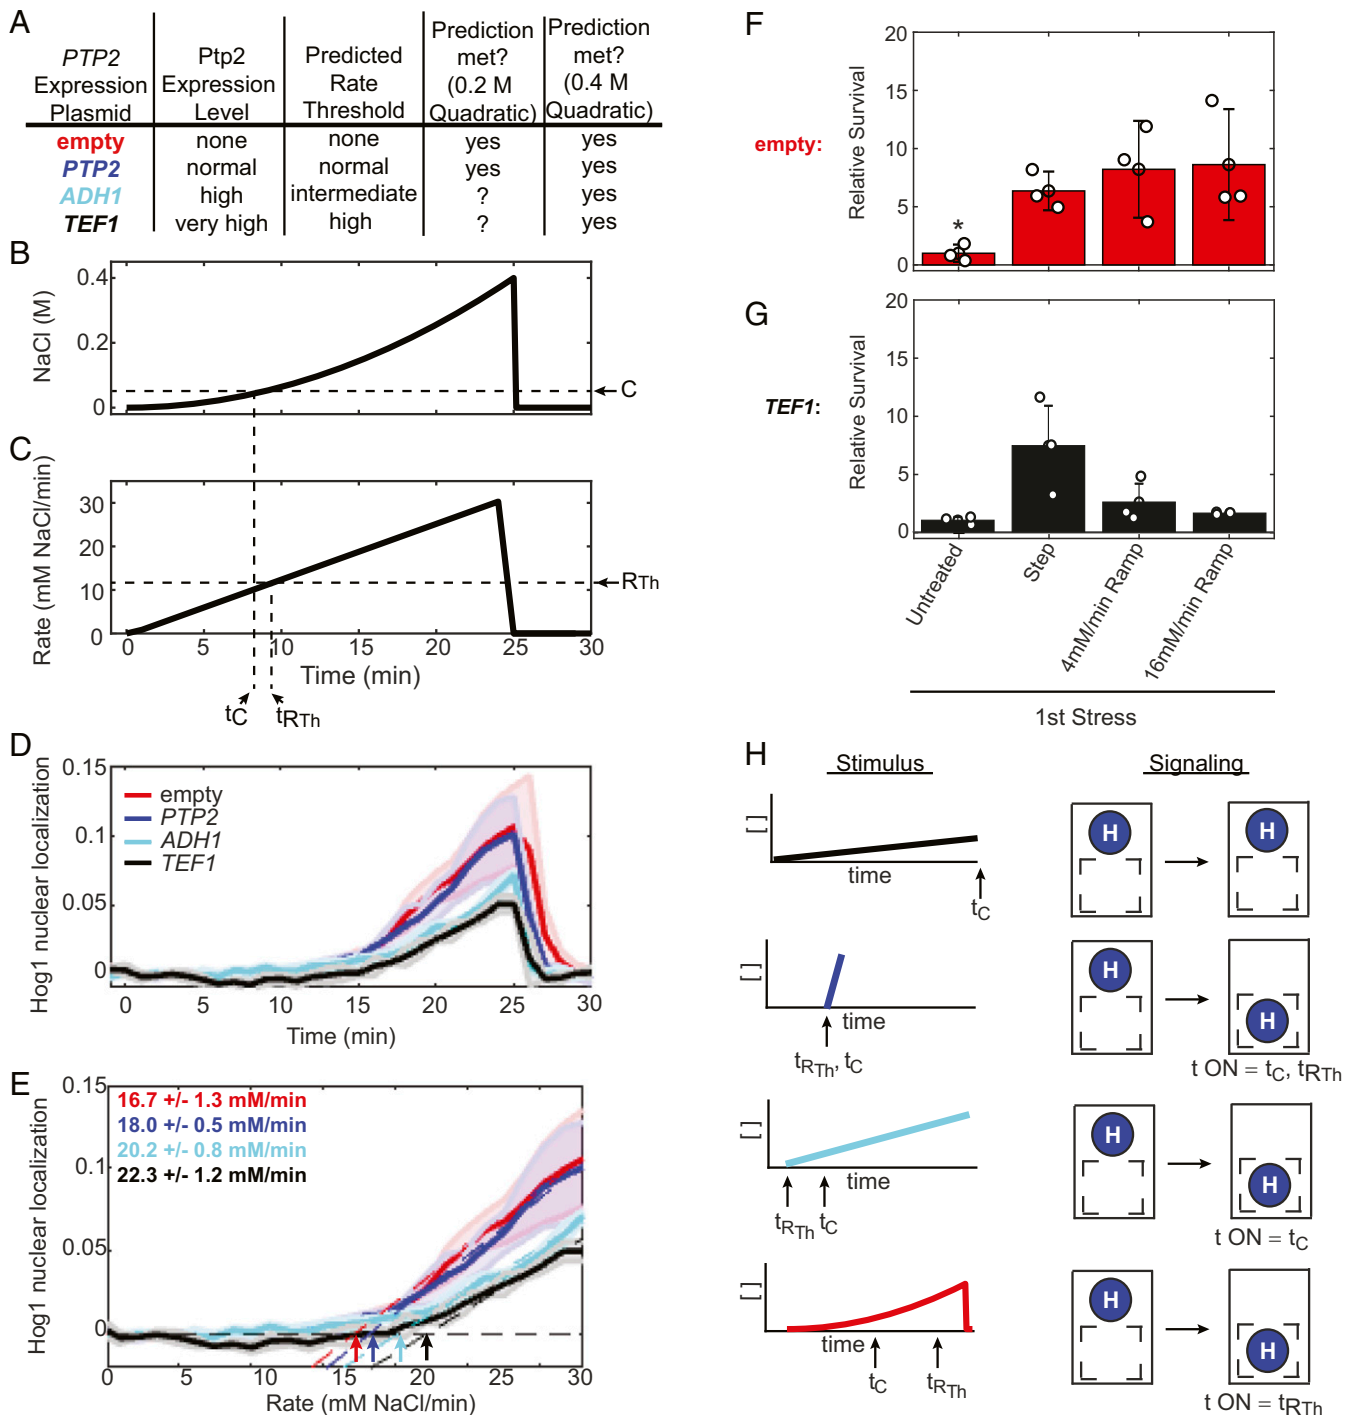 A
PTP2 Expression Plasmid | Ptp2 Expression Level | Predicted Rate Threshold | Prediction met? (0.2 M Quadratic) | Prediction met? (0.4 M Quadratic)
empty none none yes yes
PTP2 normal normal yes yes
ADH1 high intermediate ? yes
TEF1 very high high ? yes
B
NaCl (M)
0.4
0.2
0
C
C
Rate (mM NaCl/min)
30
20
10
0
RTh
0 5 10 15 20 25 30
Time (min)
tC tRTh
D
Hog1 nuclear localization
0.15
0.1
0.05
0
empty
PTP2
ADH1
TEF1
0 5 10 15 20 25 30
Time (min)
E
Hog1 nuclear localization
0.15
0.1
0.05
0
16.7 +/- 1.3 mM/min
18.0 +/- 0.5 mM/min
20.2 +/- 0.8 mM/min
22.3 +/- 1.2 mM/min
0 5 10 15 20 25 30
Rate (mM NaCl/min)
F
empty:
Relative Survival
20
15
10
5
0
*
G
TEF1:
Relative Survival
20
15
10
5
0
Untreated
Step
4mM/min Ramp
16mM/min Ramp
1st Stress
H
Stimulus Signaling
[ ]
time
tC
H H
[ ]
time
tRTh, tC
H H
t ON = tC, tRTh
[ ]
time
tRTh tC
H H
t ON = tC
[ ]
time
tC tRTh
H H
t ON = tRTh